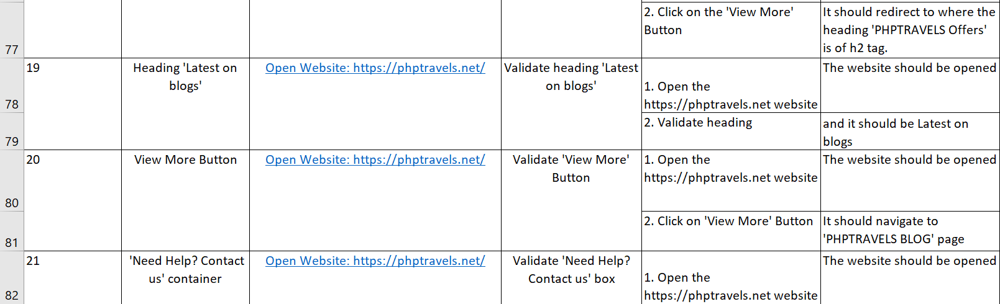 2. Click on the 'View More'
Button
It should redirect to where the
heading 'PHPTRAVELS Offers'
is of h2 tag.
77
19
Heading 'Latest on
blogs'
Open Website: https://phptravels.net/
Validate heading 'Latest
on blogs'
1. Open the
https://phptravels.net website
The website should be opened
78
2. Validate heading
and it should be Latest on
blogs
79
20
View More Button
Open Website: https://phptravels.net/
Validate 'View More'
Button
1. Open the
https://phptravels.net website
The website should be opened
80
2. Click on 'View More' Button
It should navigate to
'PHPTRAVELS BLOG' page
81
21
'Need Help? Contact
us' container
Open Website: https://phptravels.net/
Validate 'Need Help?
Contact us' box
1. Open the
https://phptravels.net website
The website should be opened
82